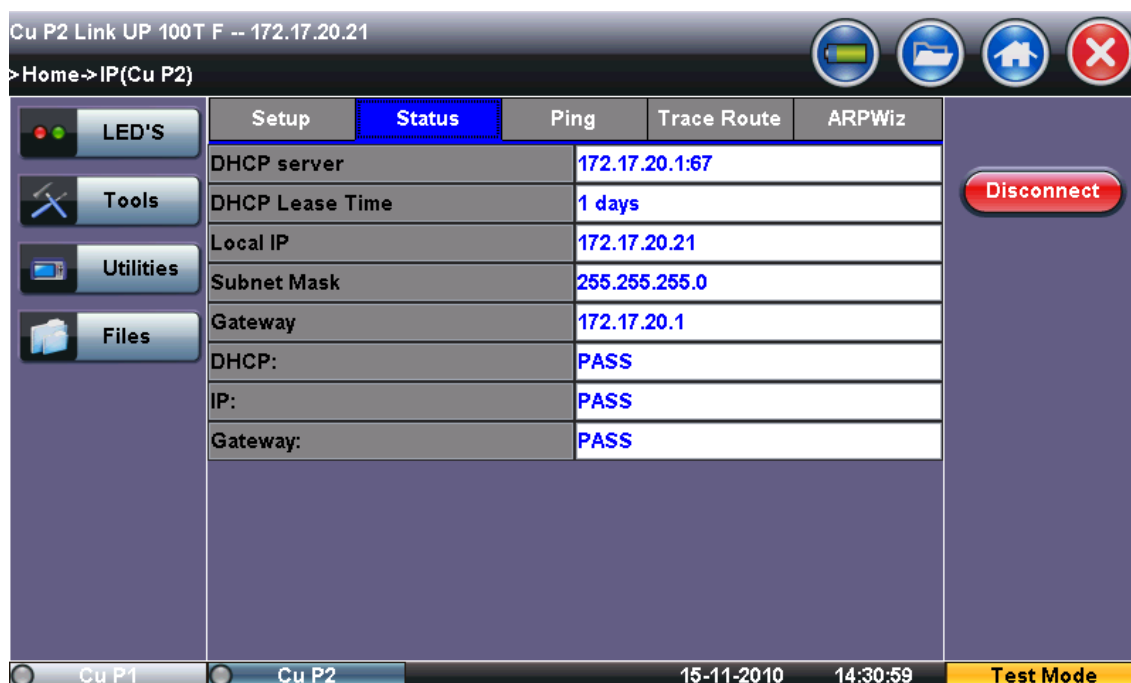 Cu P2 Link UP 100T F -- 172.17.20.21
>Home->IP(Cu P2)
LED'S
Tools
Utilities
Files
Setup Status Ping Trace Route ARPWiz
DHCP server 172.17.20.1:67
DHCP Lease Time 1 days
Local IP 172.17.20.21
Subnet Mask 255.255.255.0
Gateway 172.17.20.1
DHCP: PASS
IP: PASS
Gateway: PASS
Disconnect
Cu P1 Cu P2 15-11-2010 14:30:59 Test Mode